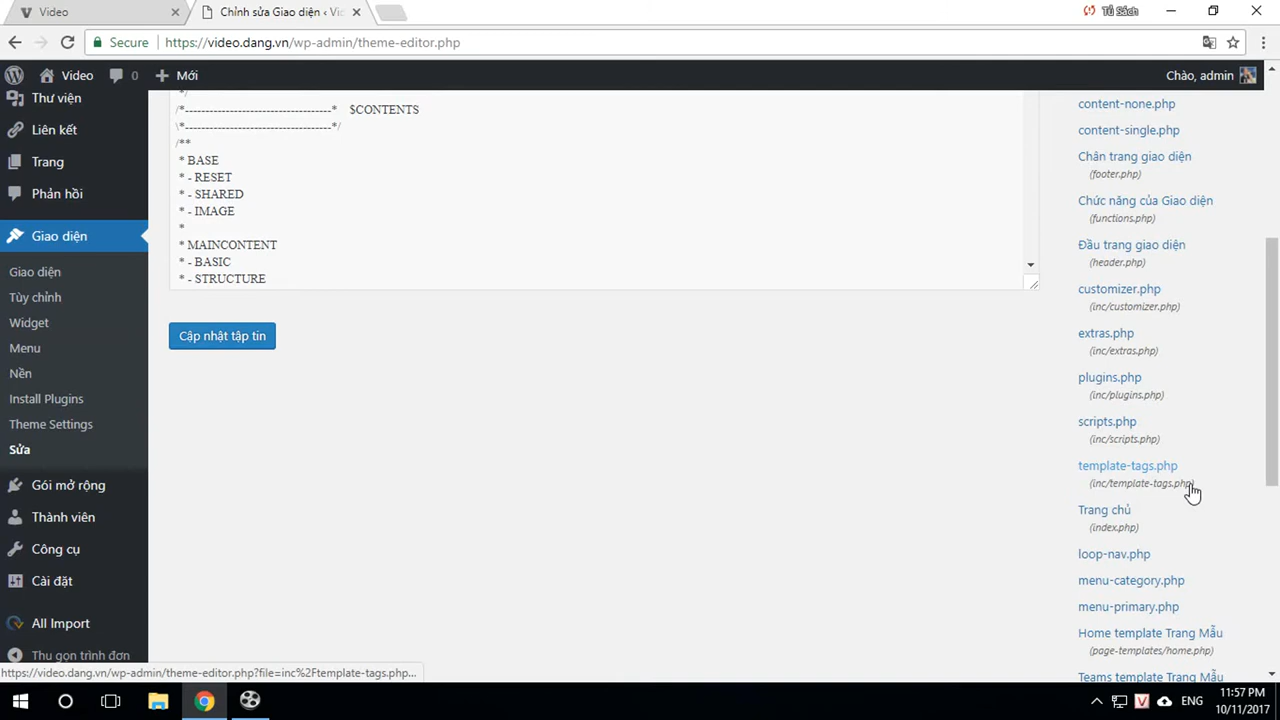 Video
Chỉnh sửa Giao diện ‹ Vid
Tủ Sách
Secure
https://video.dang.vn/wp-admin/theme-editor.php
Video
0
Mới
Chào, admin
Thư viện
Liên kết
Trang
Phản hồi
Giao diện
Giao diện
Tùy chỉnh
Widget
Menu
Nền
Install Plugins
Theme Settings
Sửa
Gói mở rộng
Thành viên
Công cụ
Cài đặt
All Import
Thu gọn trình đơn
*/
/*------------------------------------* $CONTENTS
\*------------------------------------*/
/**
* BASE
* - RESET
* - SHARED
* - IMAGE
*
* MAINCONTENT
* - BASIC
* - STRUCTURE
Cập nhật tập tin
content-none.php
content-single.php
Chân trang giao diện
(footer.php)
Chức năng của Giao diện
(functions.php)
Đầu trang giao diện
(header.php)
customizer.php
(inc/customizer.php)
extras.php
(inc/extras.php)
plugins.php
(inc/plugins.php)
scripts.php
(inc/scripts.php)
template-tags.php
(inc/template-tags.php)
Trang chủ
(index.php)
loop-nav.php
menu-category.php
menu-primary.php
Home template Trang Mẫu
(page-templates/home.php)
Teams template Trang Mẫu
https://video.dang.vn/wp-admin/theme-editor.php?file=inc%2Ftemplate-tags.php...
V
ENG
11:57 PM
10/11/2017